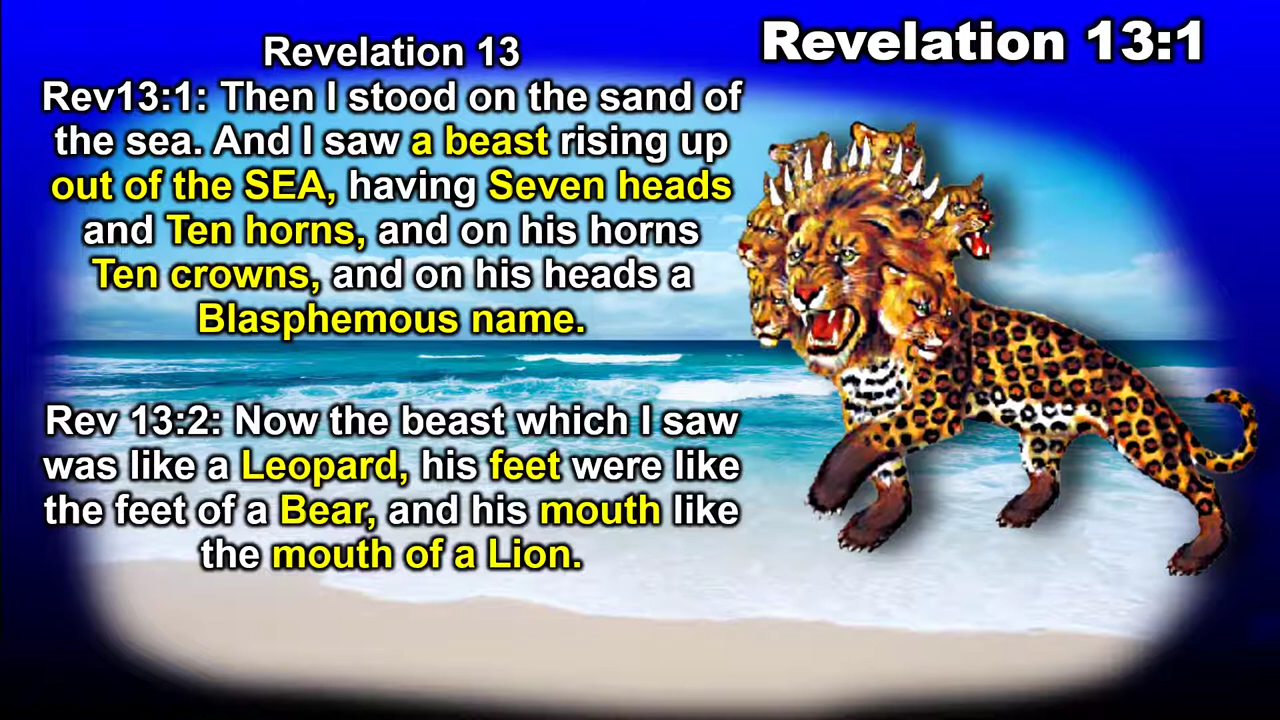 Revelation 13:1
Revelation 13
Rev13:1: Then I stood on the sand of
the sea. And I saw a beast rising up
out of the SEA, having Seven heads
and Ten horns, and on his horns
Ten crowns, and on his heads a
Blasphemous name.
Rev 13:2: Now the beast which I saw
was like a Leopard, his feet were like
the feet of a Bear, and his mouth like
the mouth of a Lion.